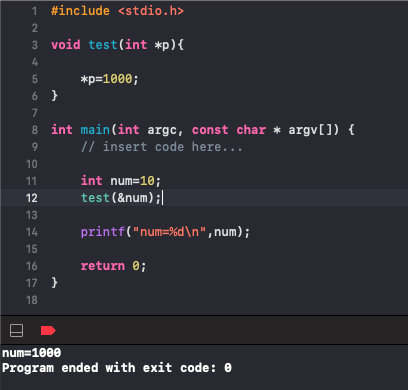 1 #include <stdio.h>
2
3 void test(int *p){
4
5     *p=1000;
6 }
7
8 int main(int argc, const char * argv[]) {
9     // insert code here...
10
11     int num=10;
12     test(&num);
13
14     printf("num=%d\n",num);
15
16     return 0;
17 }
18
num=1000
Program ended with exit code: 0